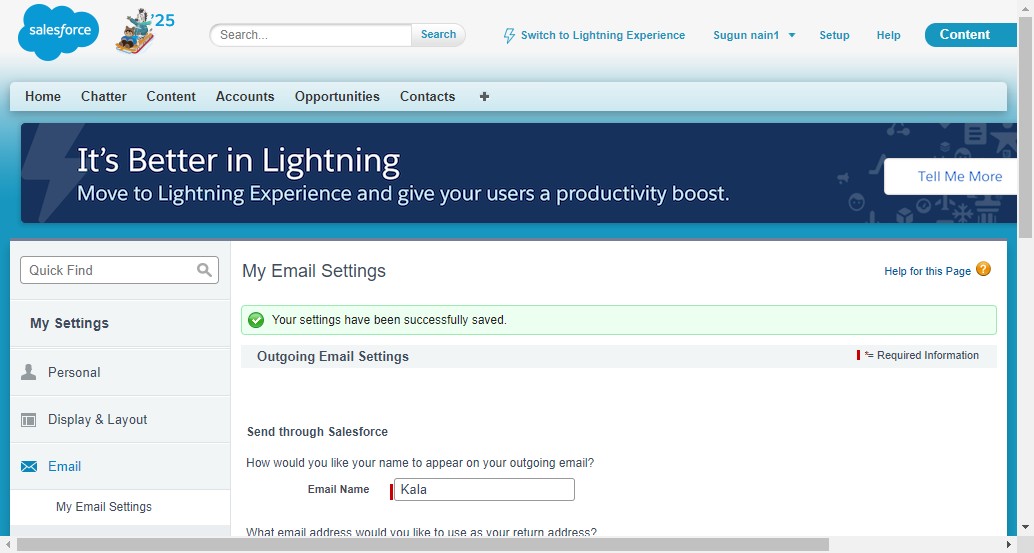 salesforce
'25
Search...
Search
Switch to Lightning Experience
Sugun nain1
Setup
Help
Content
Home
Chatter
Content
Accounts
Opportunities
Contacts
+
It's Better in Lightning
Move to Lightning Experience and give your users a productivity boost.
Tell Me More
Quick Find
My Settings
Personal
Display & Layout
Email
My Email Settings
My Email Settings
Help for this Page ?
Your settings have been successfully saved.
Outgoing Email Settings
*= Required Information
Send through Salesforce
How would you like your name to appear on your outgoing email?
Email Name
Kala
What email address would you like to use as your return address?